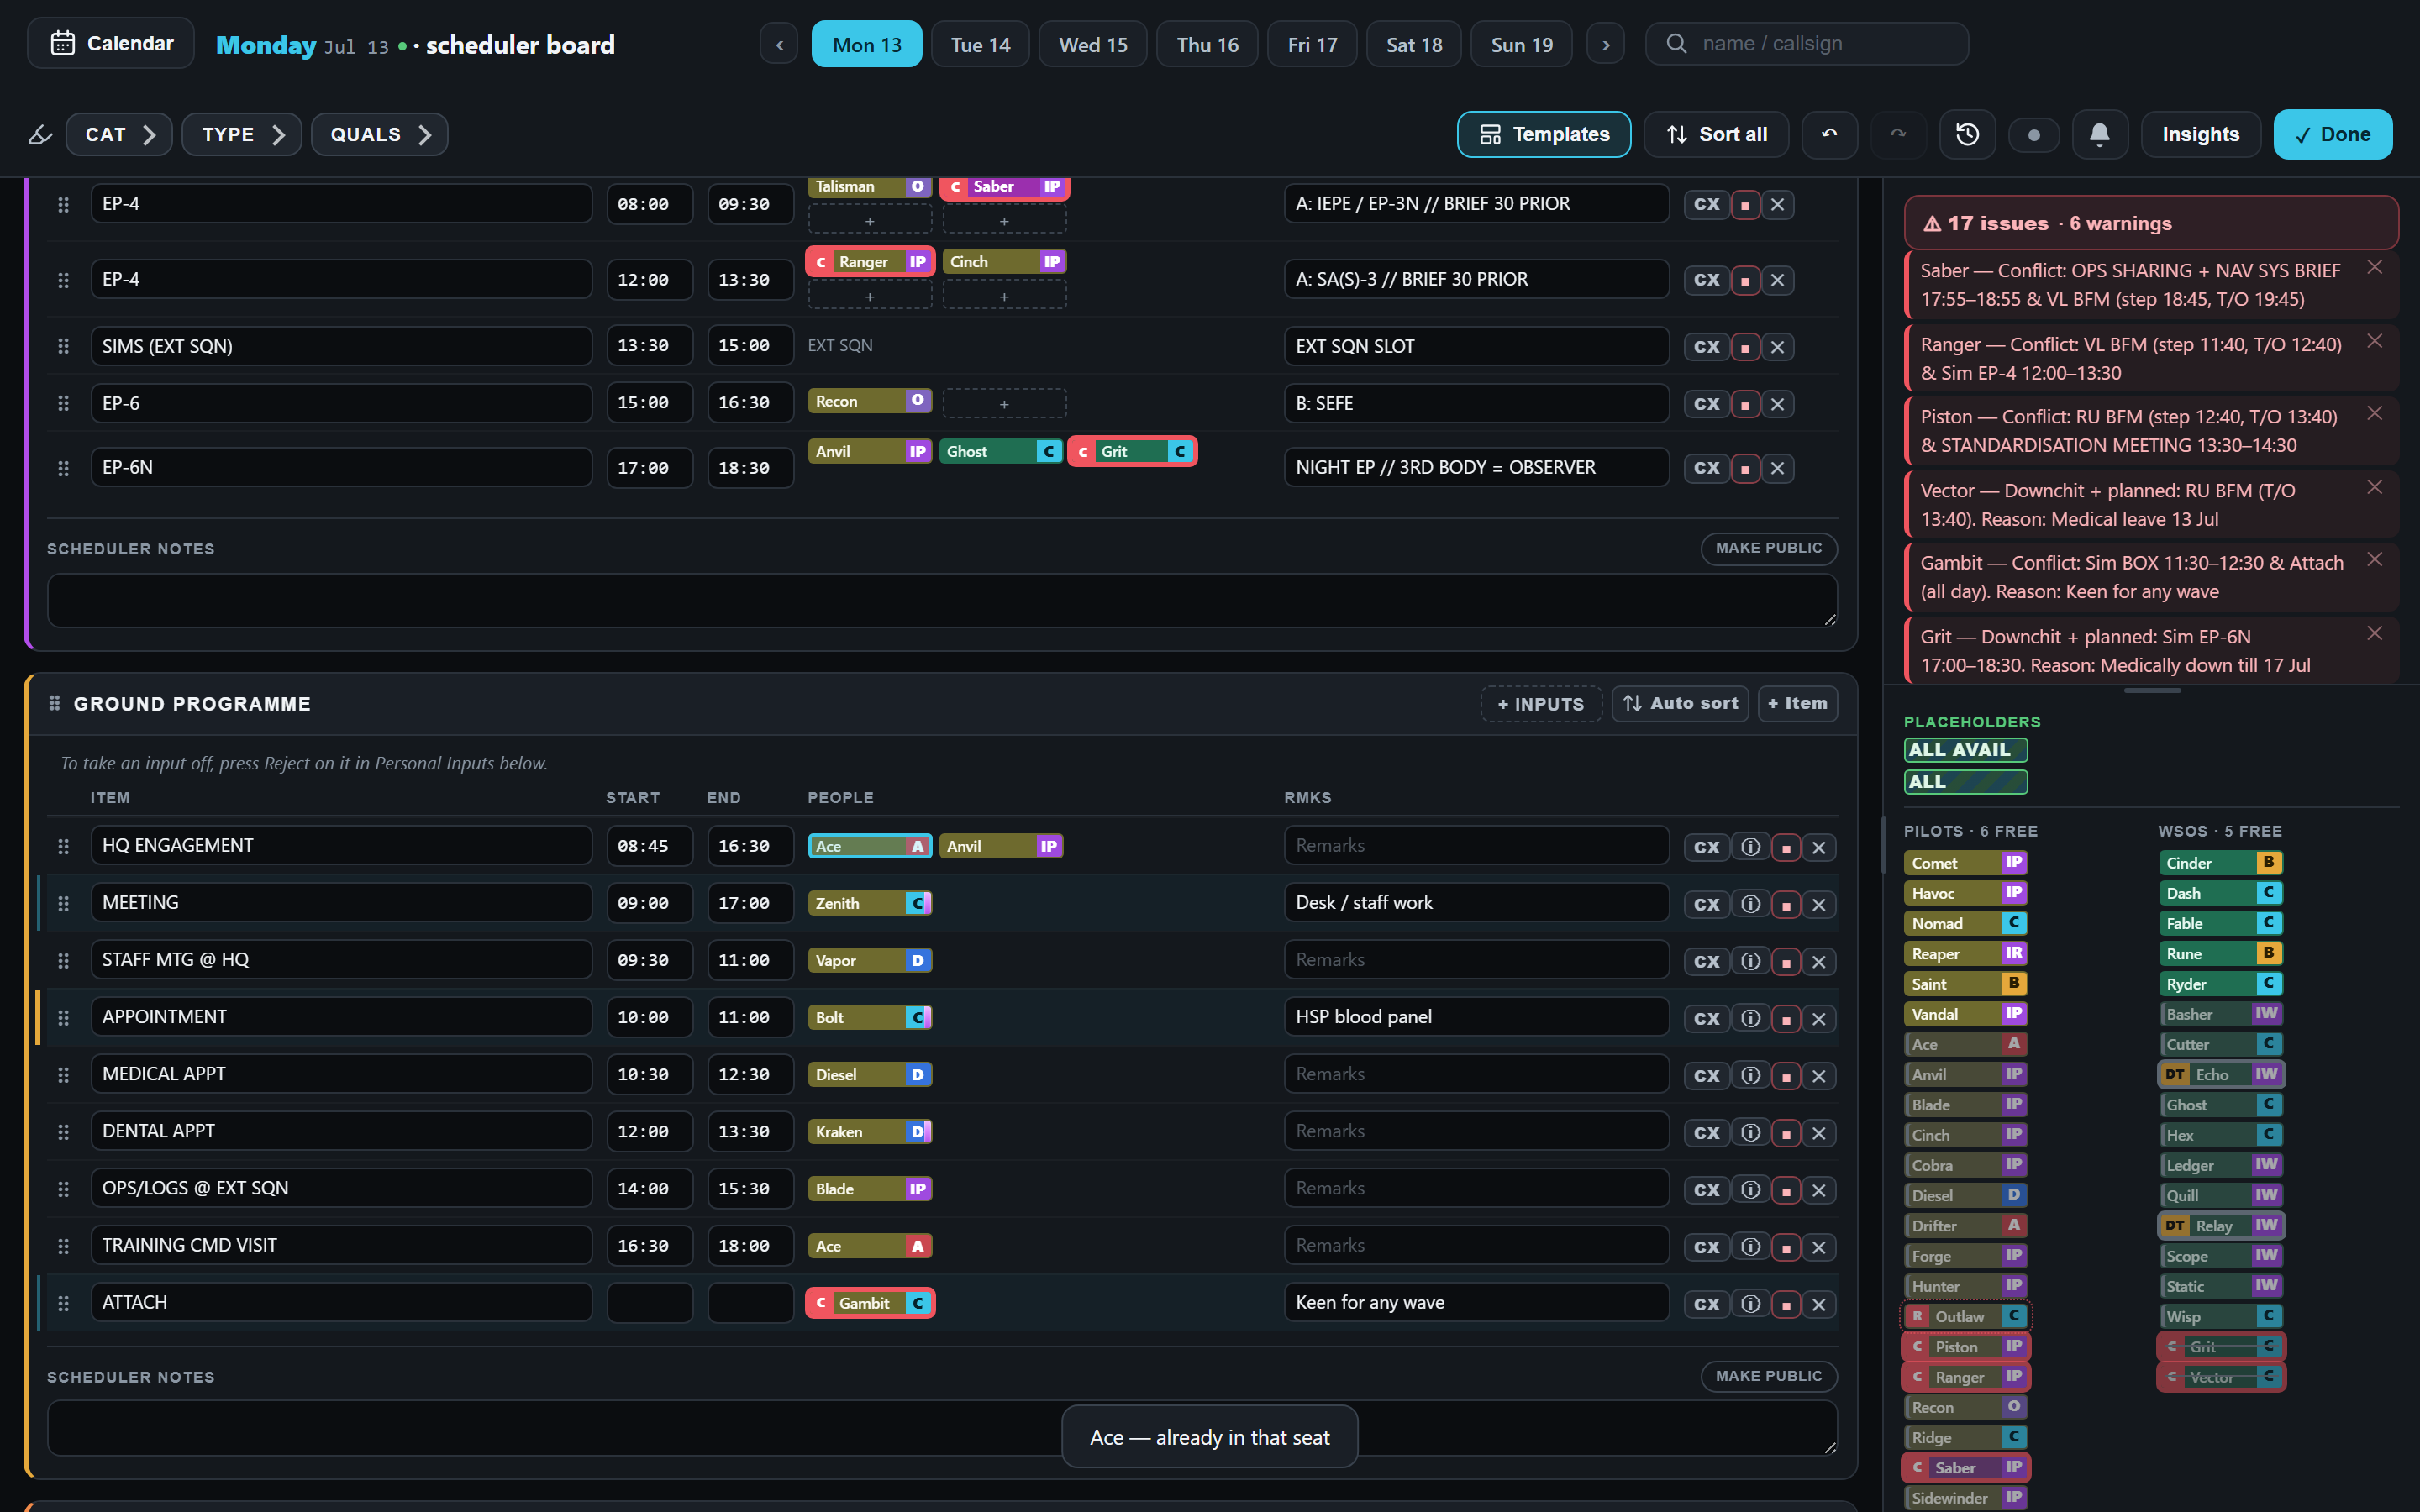 Calendar
Monday Jul 13 • · scheduler board
‹ Mon 13 Tue 14 Wed 15 Thu 16 Fri 17 Sat 18 Sun 19 ›
name / callsign
CAT TYPE QUALS
Templates Sort all Insights ✓ Done
EP-4 08:00 09:30 Talisman O C Saber IP A: IEPE / EP-3N // BRIEF 30 PRIOR CX
+ +
EP-4 12:00 13:30 C Ranger IP Cinch IP A: SA(S)-3 // BRIEF 30 PRIOR CX
+ +
SIMS (EXT SQN) 13:30 15:00 EXT SQN EXT SQN SLOT CX
EP-6 15:00 16:30 Recon O + B: SEFE CX
EP-6N 17:00 18:30 Anvil IP Ghost C C Grit C NIGHT EP // 3RD BODY = OBSERVER CX
SCHEDULER NOTES MAKE PUBLIC
GROUND PROGRAMME + INPUTS Auto sort + Item
To take an input off, press Reject on it in Personal Inputs below.
ITEM START END PEOPLE RMKS
HQ ENGAGEMENT 08:45 16:30 Ace A Anvil IP Remarks CX
MEETING 09:00 17:00 Zenith C Desk / staff work CX
STAFF MTG @ HQ 09:30 11:00 Vapor D Remarks CX
APPOINTMENT 10:00 11:00 Bolt C HSP blood panel CX
MEDICAL APPT 10:30 12:30 Diesel D Remarks CX
DENTAL APPT 12:00 13:30 Kraken D Remarks CX
OPS/LOGS @ EXT SQN 14:00 15:30 Blade IP Remarks CX
TRAINING CMD VISIT 16:30 18:00 Ace A Remarks CX
ATTACH C Gambit C Keen for any wave CX
SCHEDULER NOTES MAKE PUBLIC
Ace — already in that seat
⚠ 17 issues · 6 warnings
Saber — Conflict: OPS SHARING + NAV SYS BRIEF
17:55–18:55 & VL BFM (step 18:45, T/O 19:45)
Ranger — Conflict: VL BFM (step 11:40, T/O 12:40)
& Sim EP-4 12:00–13:30
Piston — Conflict: RU BFM (step 12:40, T/O 13:40)
& STANDARDISATION MEETING 13:30–14:30
Vector — Downchit + planned: RU BFM (T/O
13:40). Reason: Medical leave 13 Jul
Gambit — Conflict: Sim BOX 11:30–12:30 & Attach
(all day). Reason: Keen for any wave
Grit — Downchit + planned: Sim EP-6N
17:00–18:30. Reason: Medically down till 17 Jul
PLACEHOLDERS
ALL AVAIL
ALL
PILOTS · 6 FREE
Comet IP
Havoc IP
Nomad C
Reaper IR
Saint B
Vandal IP
Ace A
Anvil IP
Blade IP
Cinch IP
Cobra IP
Diesel D
Drifter A
Forge IP
Hunter IP
R Outlaw C
C Piston IP
C Ranger IP
Recon O
Ridge C
C Saber IP
Sidewinder IP
WSOS · 5 FREE
Cinder B
Dash C
Fable C
Rune B
Ryder C
Basher IW
Cutter C
DT Echo IW
Ghost C
Hex C
Ledger IW
Quill IW
DT Relay IW
Scope IW
Static IW
Wisp C
C Grit C
C Vector C